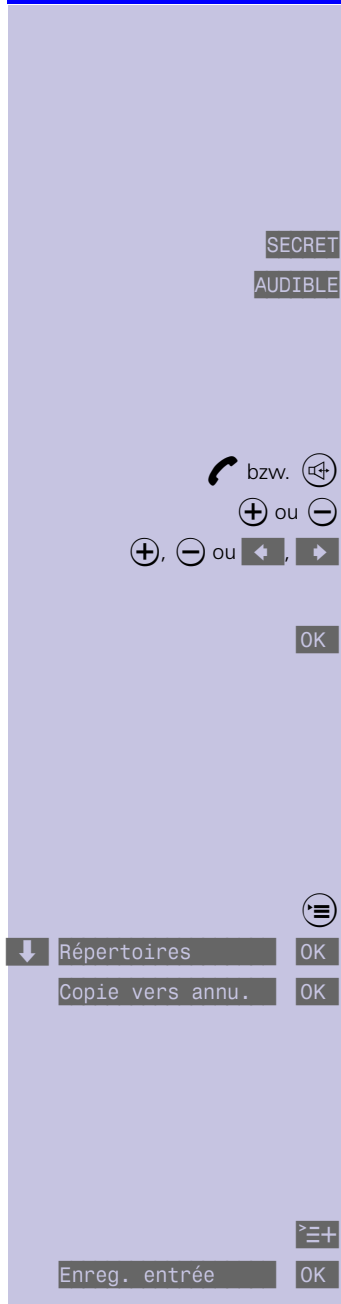 SECRET
AUDIBLE
bzw.
+ ou −
+, − ou ,
OK
Répertoires OK
Copie vers annu. OK
>≡+
Enreg. entrée OK